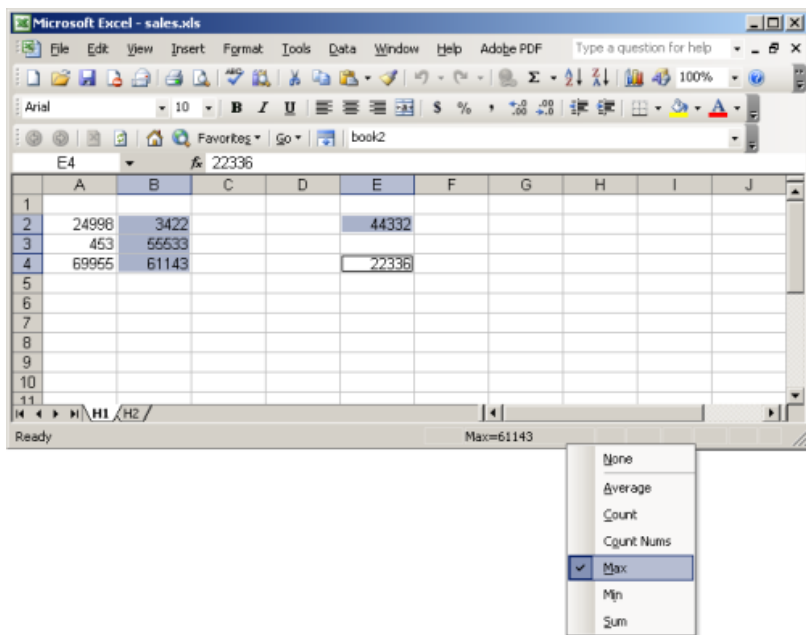 Microsoft Excel - sales.xls
File Edit View Insert Format Tools Data Window Help Adobe PDF Type a question for help
ABC Σ 100%
Arial 10 B I U $ % , A
Favorites Go book2
E4 fx 22336
A B C D E F G H I J
1
2 24998 3422 44332
3 453 55533
4 69955 61143 22336
5
6
7
8
9
10
11
H1 H2
Ready Max=61143
None
Average
Count
Count Nums
Max
Min
Sum